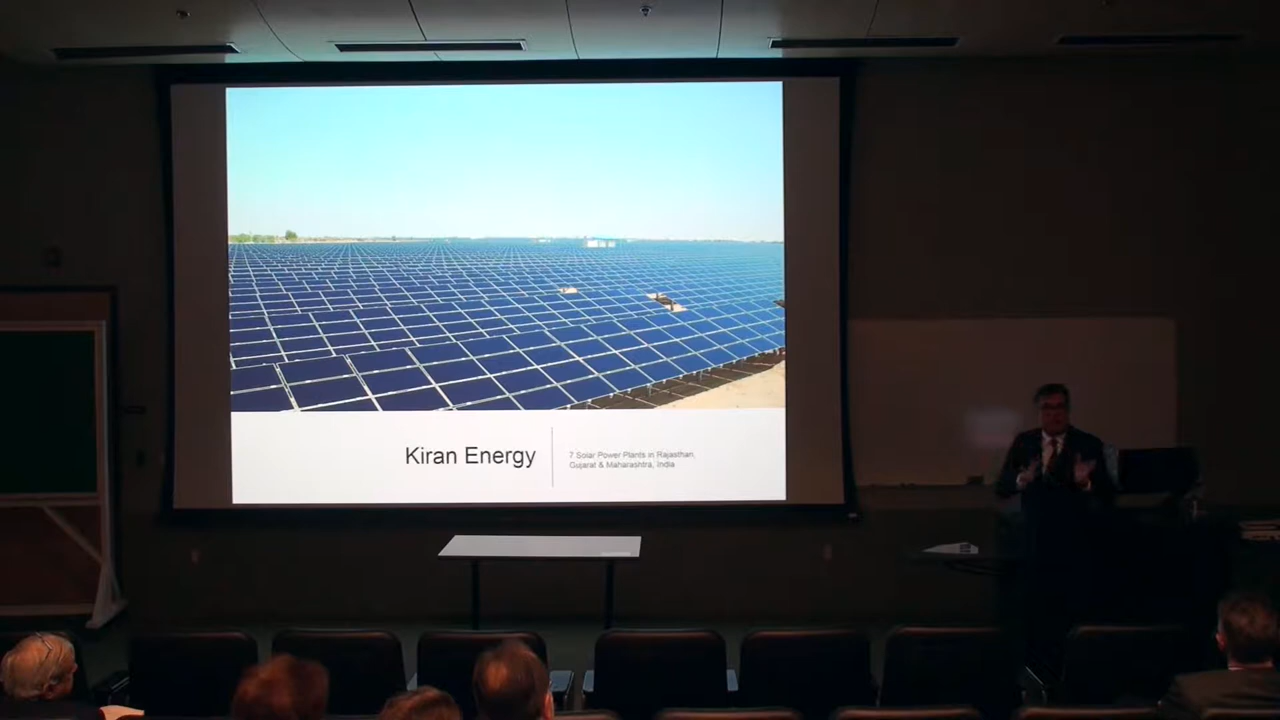 Kiran Energy
7 Solar Power Plants in Rajasthan,
Gujarat & Maharashtra, India